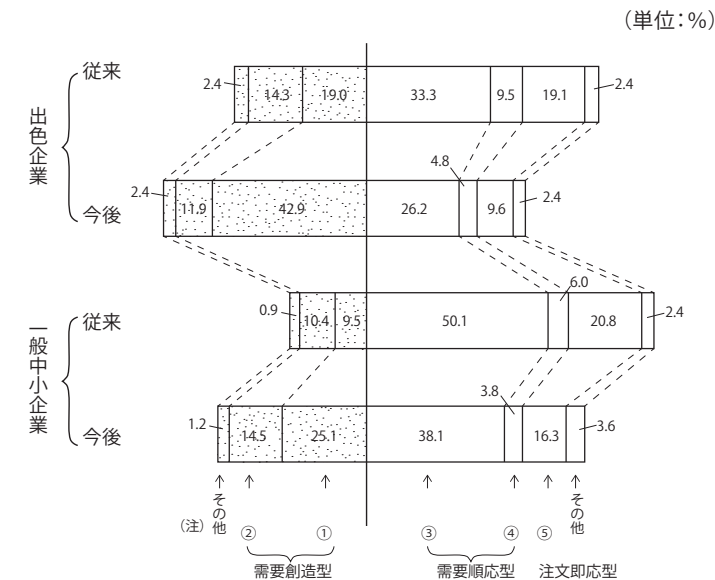 （単位：%）
出色企業
従来
2.4 14.3 19.0 33.3 9.5 19.1 2.4
今後
2.4 11.9 42.9 26.2 4.8 9.6 2.4
一般中小企業
従来
0.9 10.4 9.5 50.1 6.0 20.8 2.4
今後
1.2 14.5 25.1 38.1 3.8 16.3 3.6
（注） その他 ② ① ③ ④ ⑤ その他
需要創造型 需要順応型 注文即応型